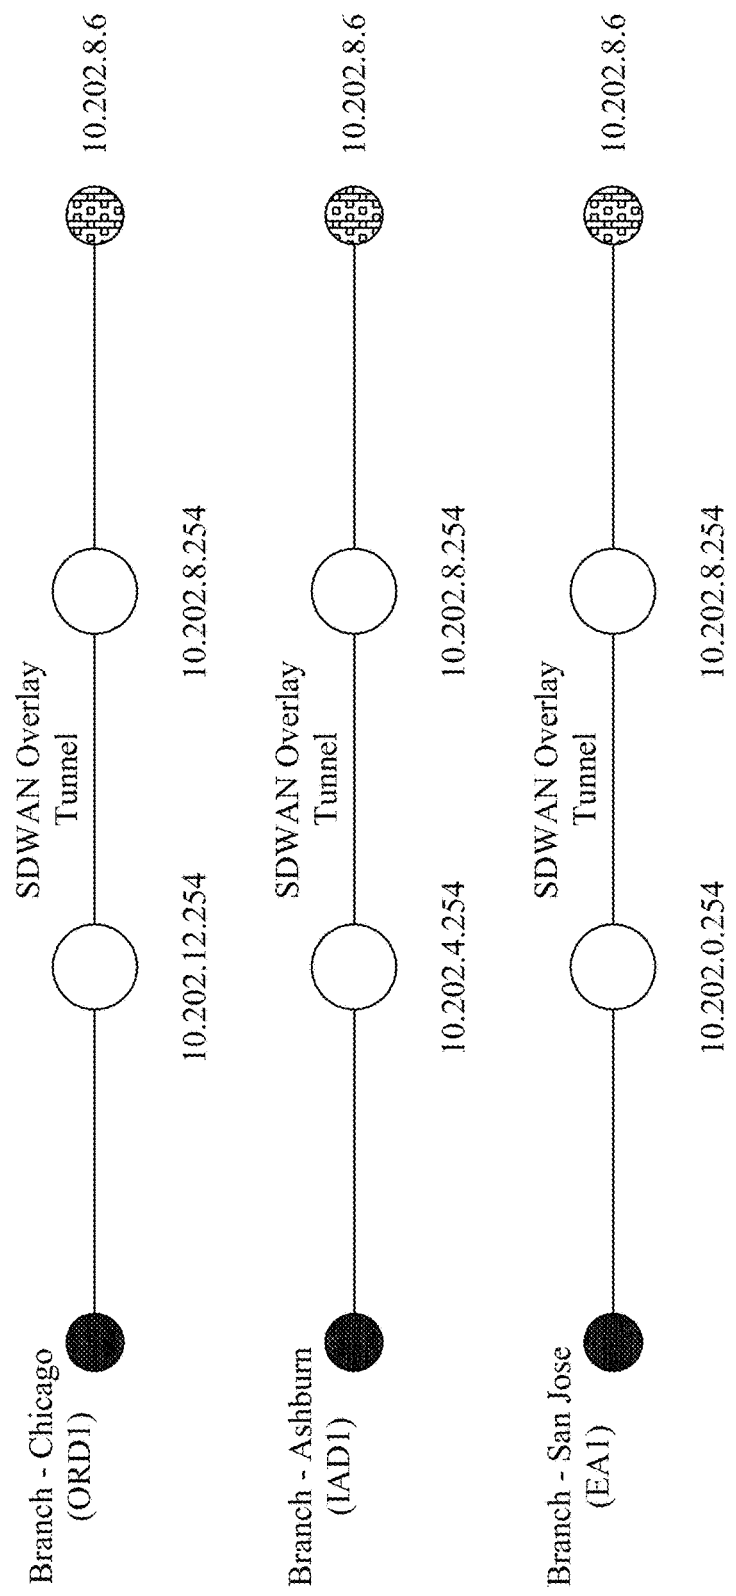 Branch - Chicago
(ORD1)
10.202.12.254
SDWAN Overlay
Tunnel
10.202.8.254
10.202.8.6
Branch - Ashburn
(IAD1)
10.202.4.254
SDWAN Overlay
Tunnel
10.202.8.254
10.202.8.6
Branch - San Jose
(EA1)
10.202.0.254
SDWAN Overlay
Tunnel
10.202.8.254
10.202.8.6